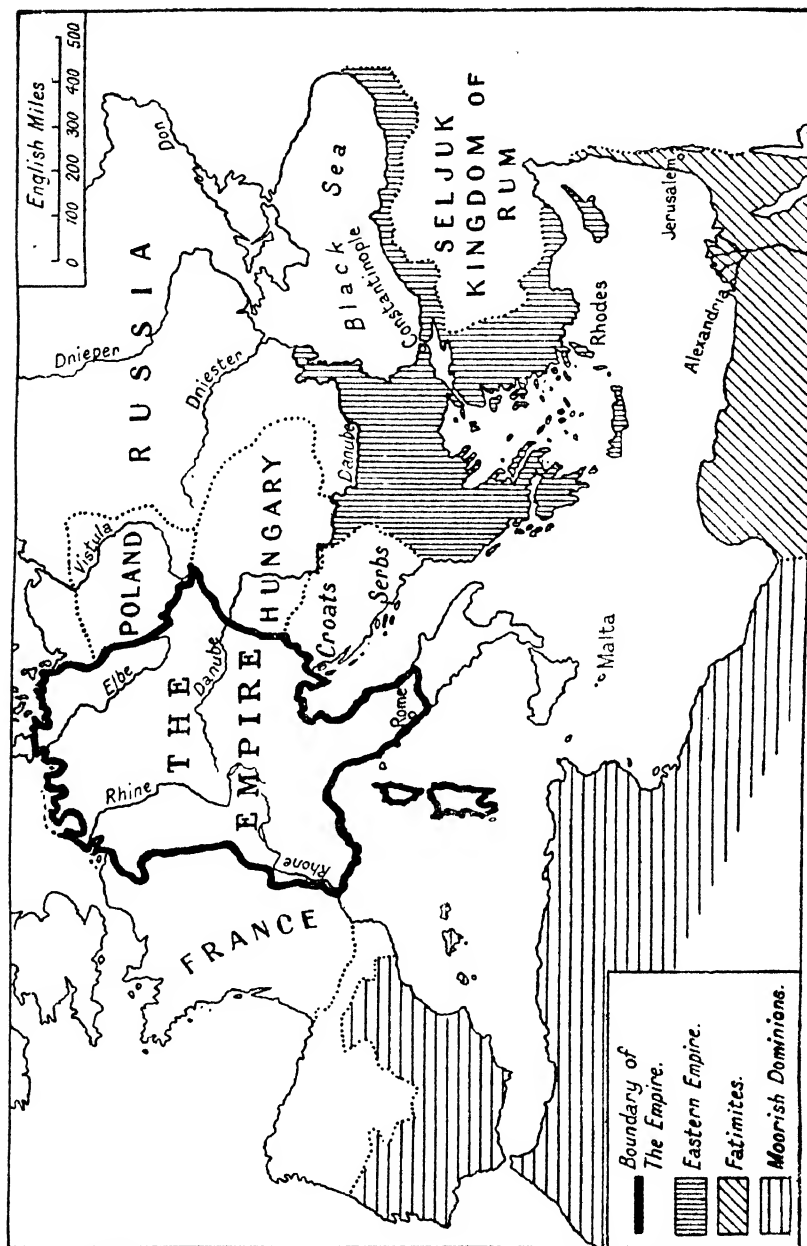 English Miles
0 100 200 300 400 500
RUSSIA
Don
Dnieper
Dniester
Vistula
POLAND
Elbe
Rhine
THE
EMPIRE
Danube
HUNGARY
Danube
Black Sea
Constantinople
SELJUK
KINGDOM OF
RUM
Croats
Serbs
FRANCE
Rhone
Rome
Malta
Rhodes
Jerusalem
Alexandria
Boundary of
The Empire.
Eastern Empire.
Fatimites.
Moorish Dominions.